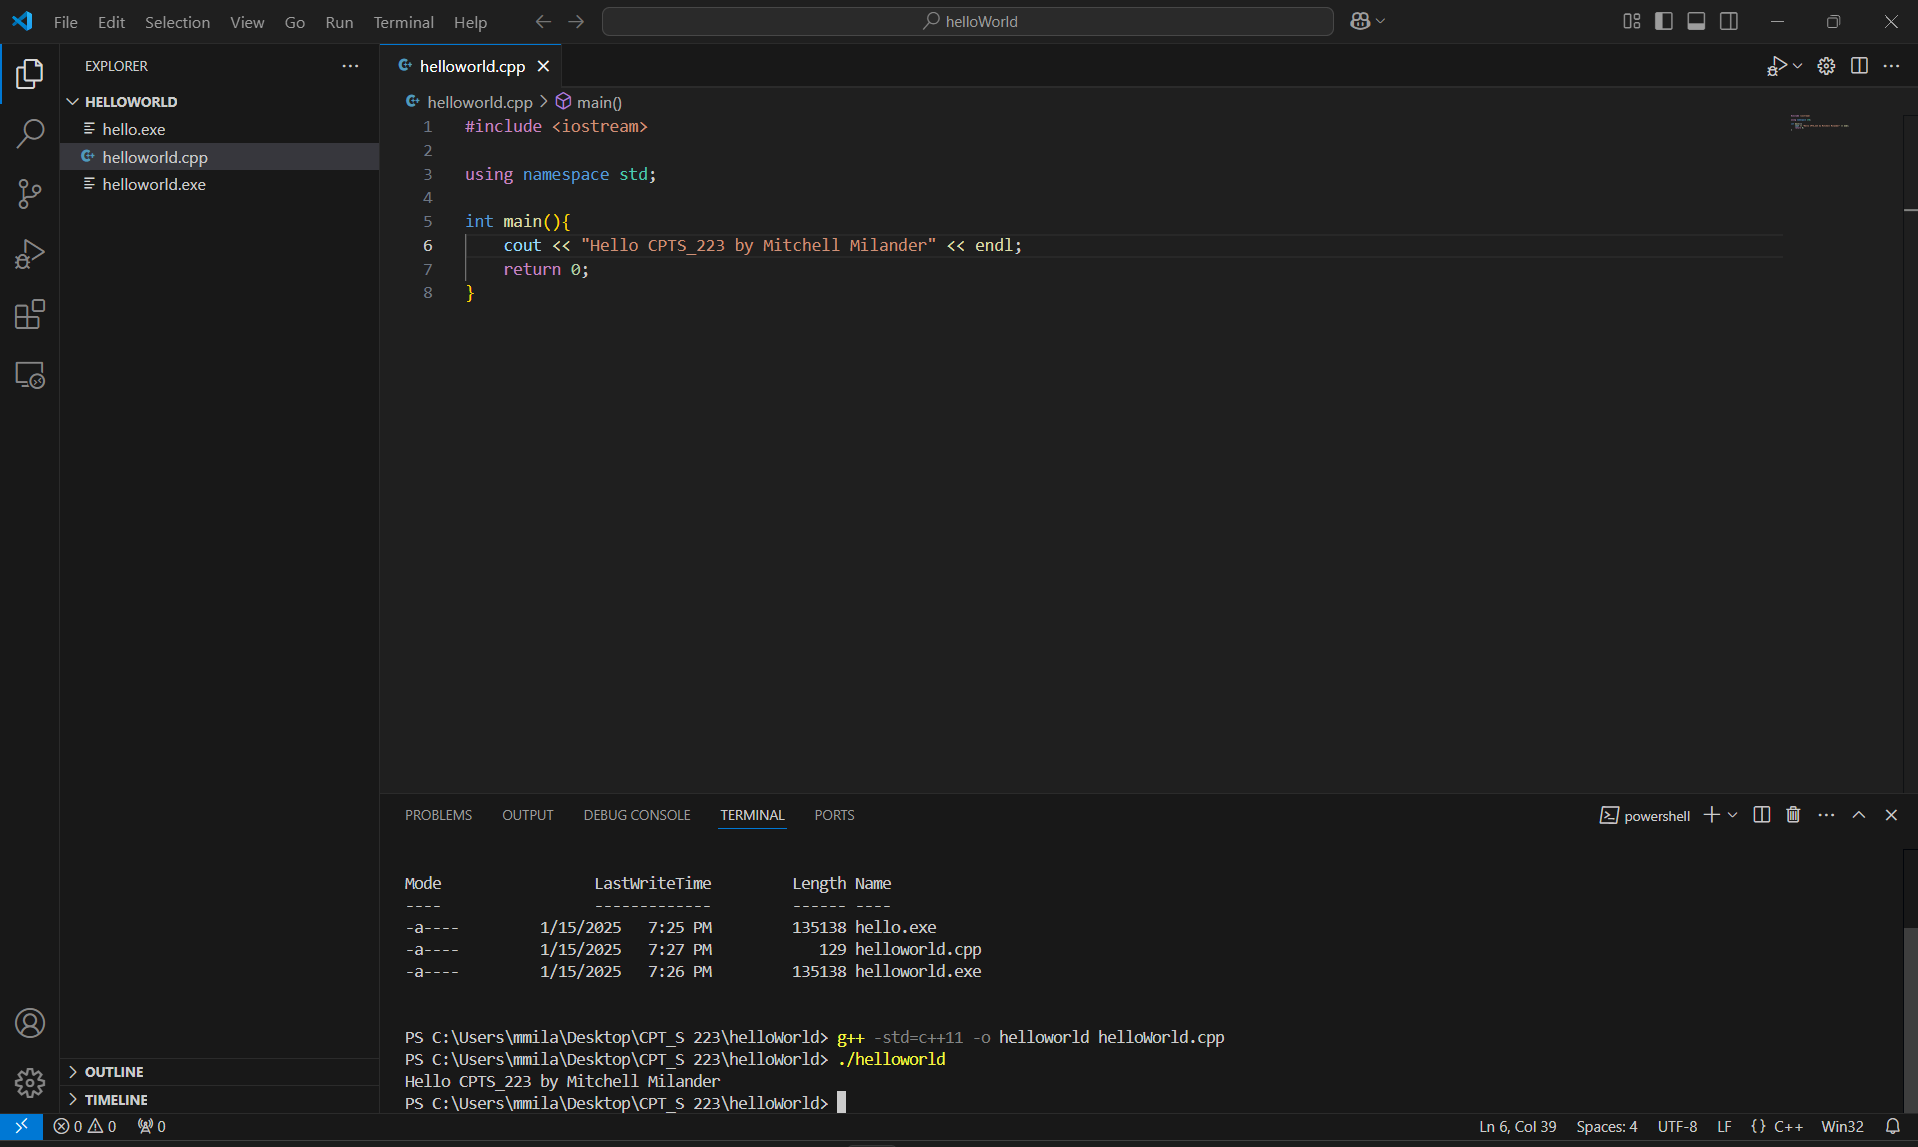 File Edit Selection View Go Run Terminal Help
helloWorld
EXPLORER
HELLOWORLD
hello.exe
helloworld.cpp
helloworld.exe
OUTLINE
TIMELINE
helloworld.cpp
helloworld.cpp > main()
1 #include <iostream>
2
3 using namespace std;
4
5 int main(){
6 cout << "Hello CPTS_223 by Mitchell Milander" << endl;
7 return 0;
8 }
PROBLEMS OUTPUT DEBUG CONSOLE TERMINAL PORTS
powershell
Mode LastWriteTime Length Name
---- ------------- ------ ----
-a---- 1/15/2025 7:25 PM 135138 hello.exe
-a---- 1/15/2025 7:27 PM 129 helloworld.cpp
-a---- 1/15/2025 7:26 PM 135138 helloworld.exe
PS C:\Users\mmila\Desktop\CPT_S 223\helloWorld> g++ -std=c++11 -o helloworld helloWorld.cpp
PS C:\Users\mmila\Desktop\CPT_S 223\helloWorld> ./helloworld
Hello CPTS_223 by Mitchell Milander
PS C:\Users\mmila\Desktop\CPT_S 223\helloWorld>
0 0 0 Ln 6, Col 39 Spaces: 4 UTF-8 LF {} C++ Win32